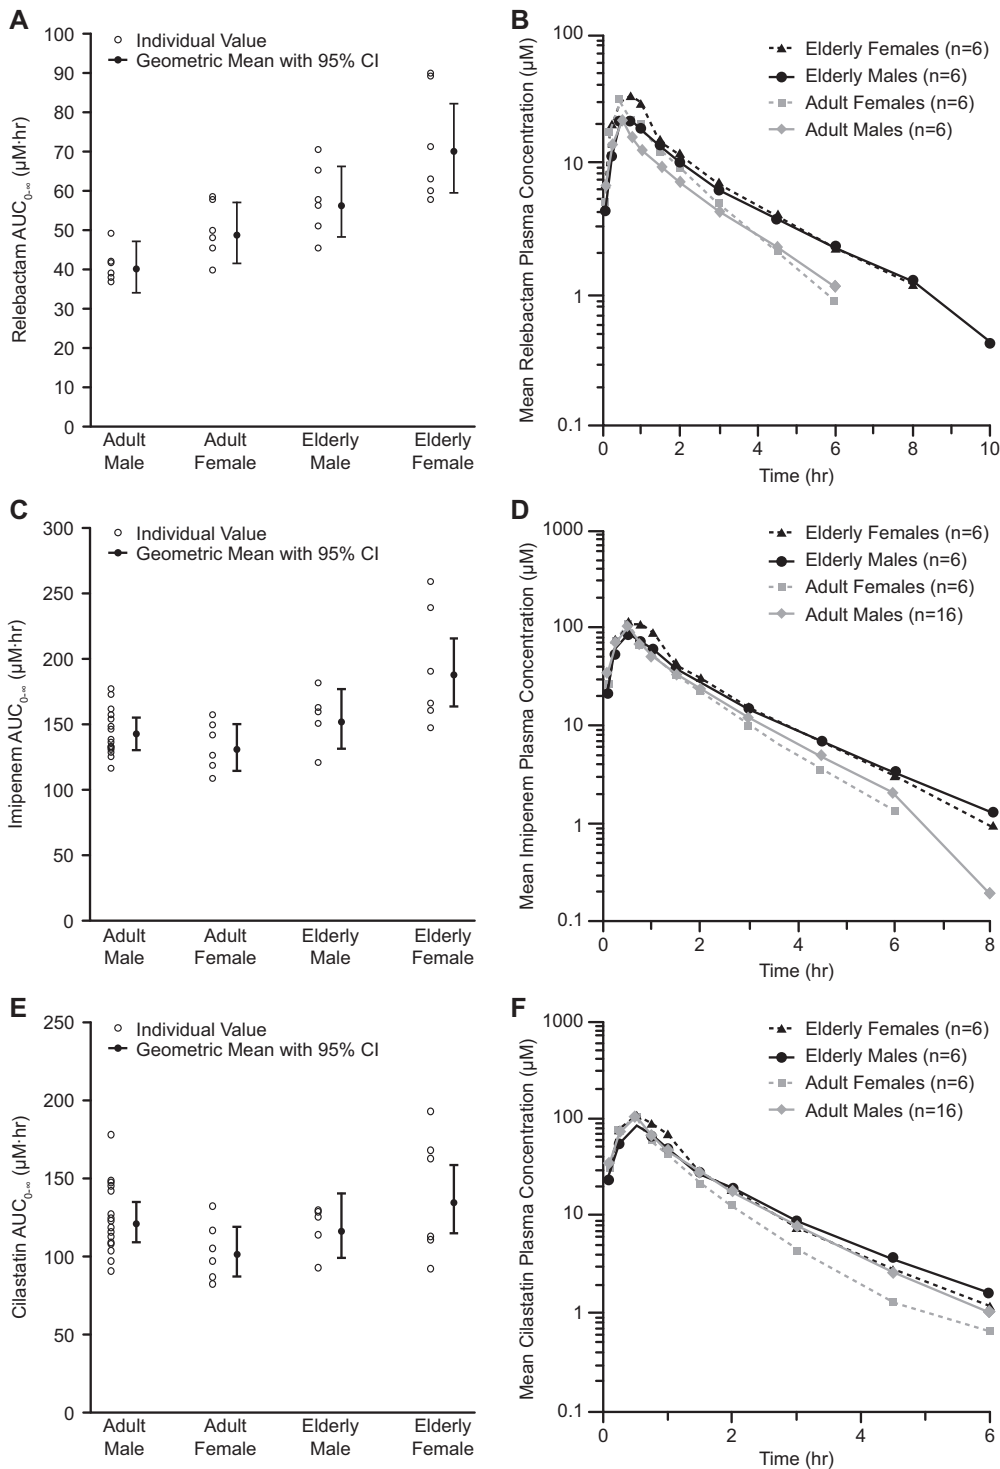 A
Relebactam AUC0-∞ (µM·hr)
100
90
80
70
60
50
40
30
20
10
0
Individual Value
Geometric Mean with 95% CI
Adult Male
Adult Female
Elderly Male
Elderly Female
B
Mean Relebactam Plasma Concentration (µM)
100
10
1
0.1
Elderly Females (n=6)
Elderly Males (n=6)
Adult Females (n=6)
Adult Males (n=6)
0 2 4 6 8 10
Time (hr)
C
Imipenem AUC0-∞ (µM·hr)
300
250
200
150
100
50
0
Individual Value
Geometric Mean with 95% CI
Adult Male
Adult Female
Elderly Male
Elderly Female
D
Mean Imipenem Plasma Concentration (µM)
1000
100
10
1
0.1
Elderly Females (n=6)
Elderly Males (n=6)
Adult Females (n=6)
Adult Males (n=16)
0 2 4 6 8
Time (hr)
E
Cilastatin AUC0-∞ (µM·hr)
250
200
150
100
50
0
Individual Value
Geometric Mean with 95% CI
Adult Male
Adult Female
Elderly Male
Elderly Female
F
Mean Cilastatin Plasma Concentration (µM)
1000
100
10
1
0.1
Elderly Females (n=6)
Elderly Males (n=6)
Adult Females (n=6)
Adult Males (n=16)
0 2 4 6
Time (hr)